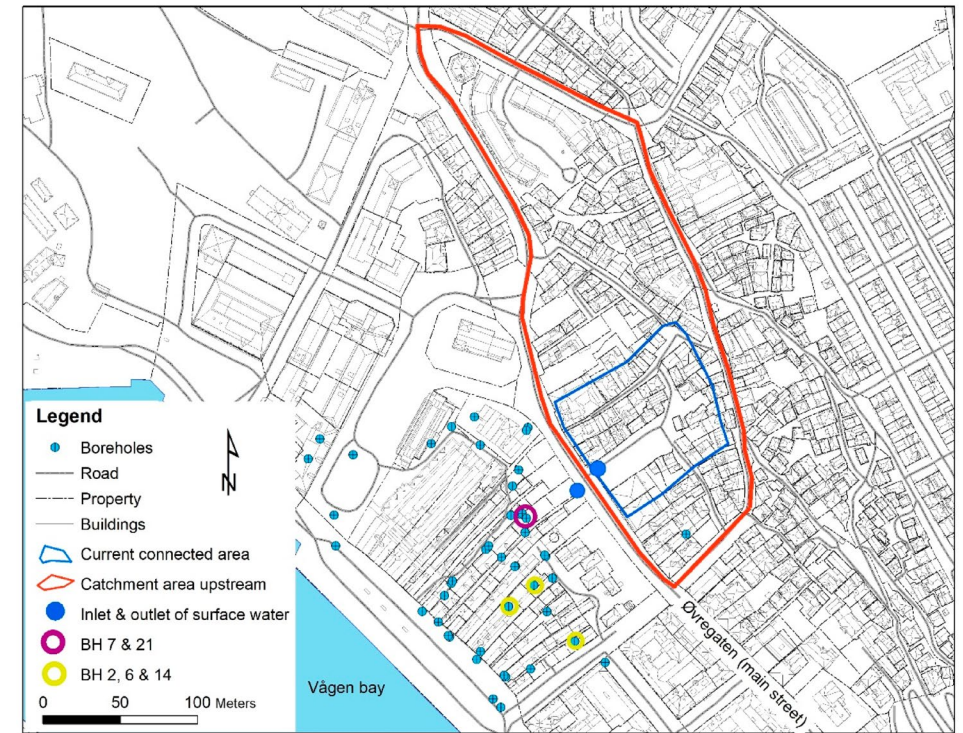 Legend
Boreholes
Road
Property
Buildings
Current connected area
Catchment area upstream
Inlet & outlet of surface water
BH 7 & 21
BH 2, 6 & 14
0 50 100 Meters
N
Vågen bay
Øvregaten (main street)